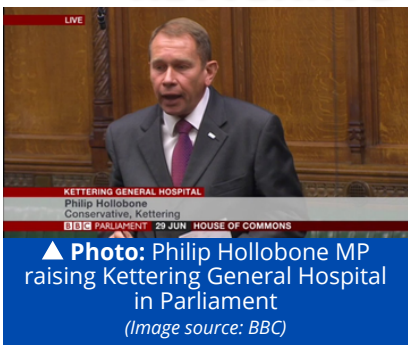 LIVE
KETTERING GENERAL HOSPITAL
Philip Hollobone
Conservative, Kettering
BBC PARLIAMENT 29 JUN HOUSE OF COMMONS
▲ Photo: Philip Hollobone MP
raising Kettering General Hospital
in Parliament
(Image source: BBC)